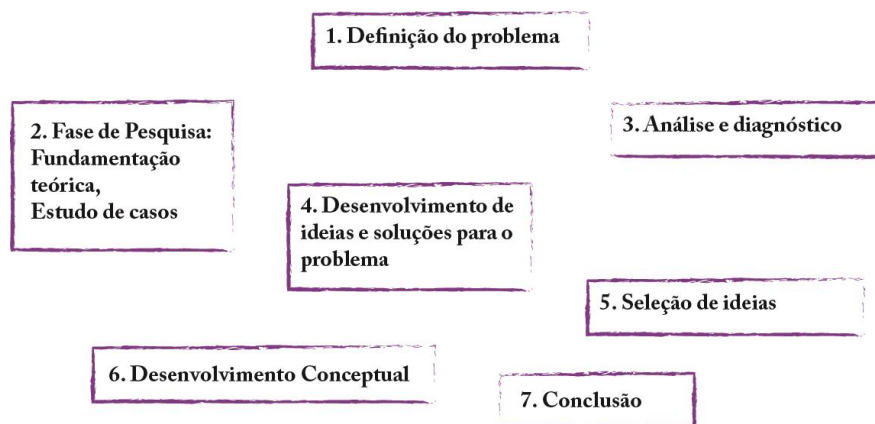 1. Definição do problema
2. Fase de Pesquisa:
Fundamentação
teórica,
Estudo de casos
3. Análise e diagnóstico
4. Desenvolvimento de
ideias e soluções para o
problema
5. Seleção de ideias
6. Desenvolvimento Conceptual
7. Conclusão